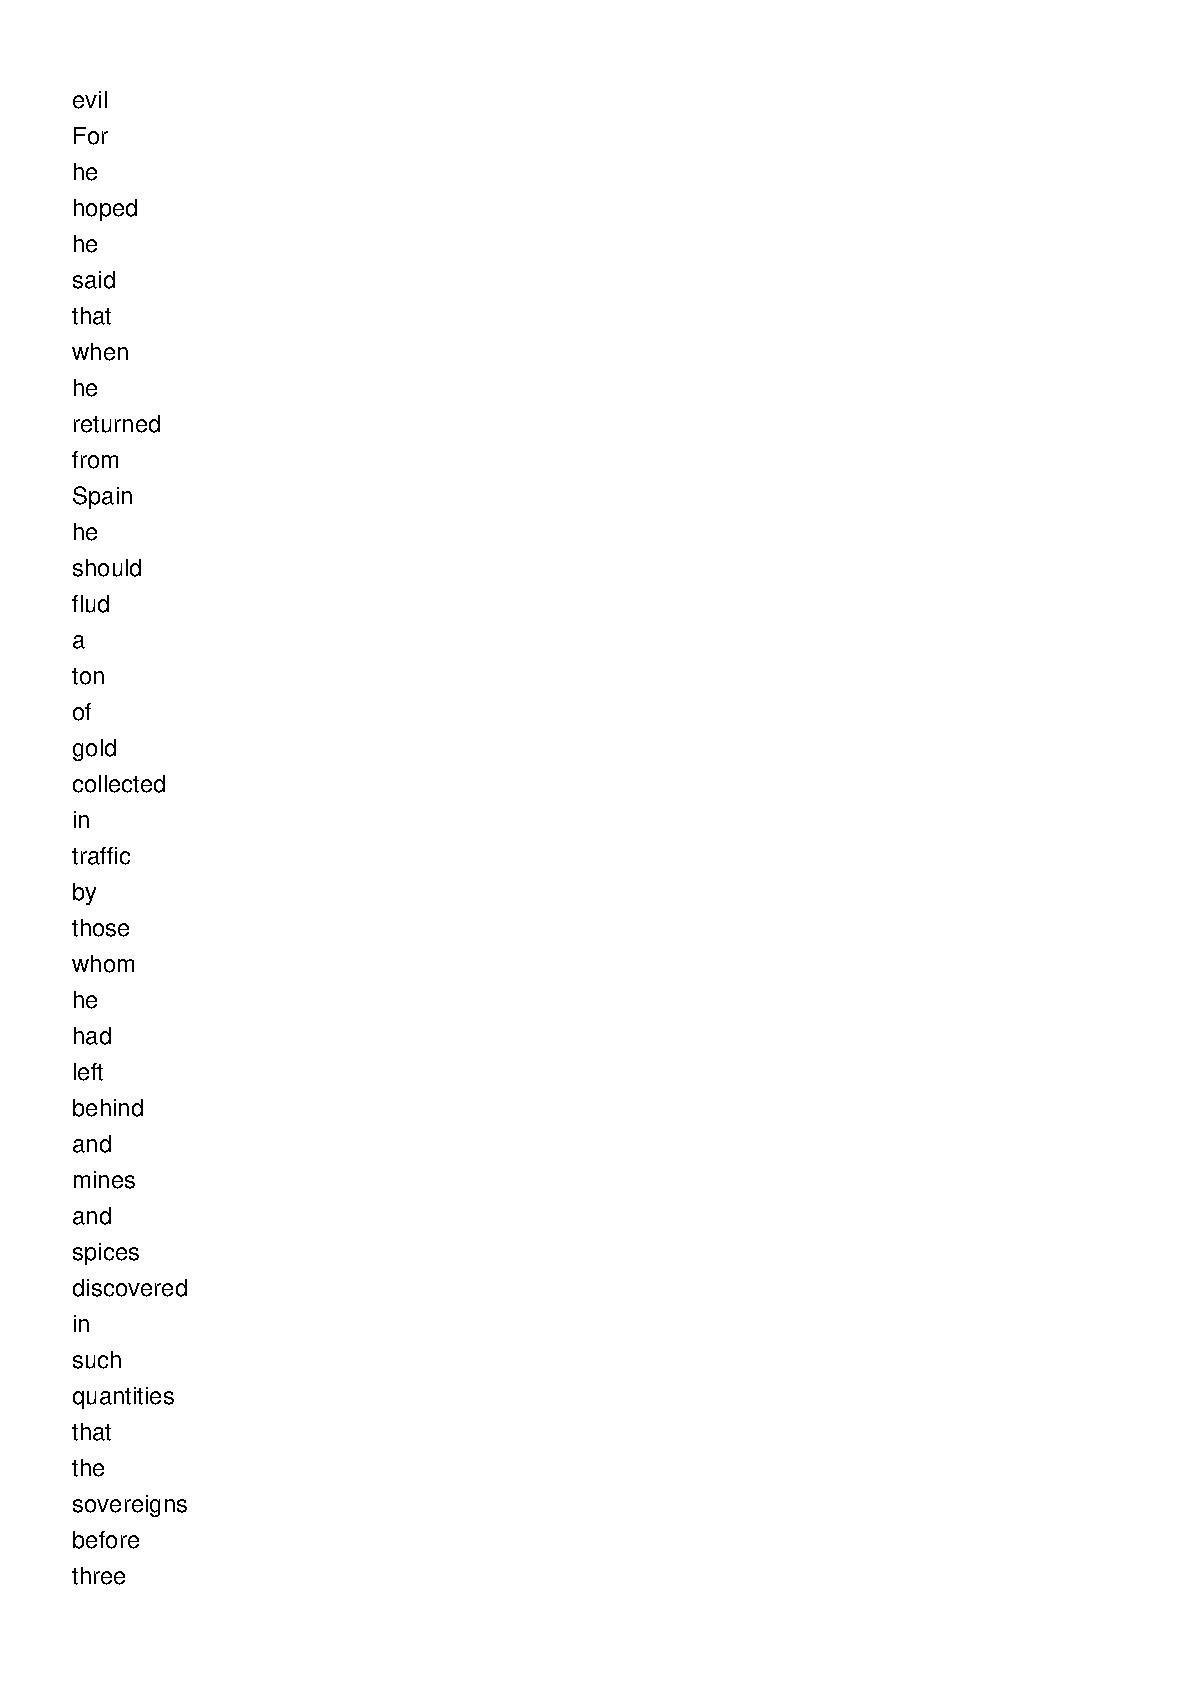 evil
For
he
hoped
he
said
that
when
he
returned
from
Spain
he
should
flud
a
ton
of
gold
collected
in
traffic
by
those
whom
he
had
left
behind
and
mines
and
spices
discovered
in
such
quantities
that
the
sovereigns
before
three